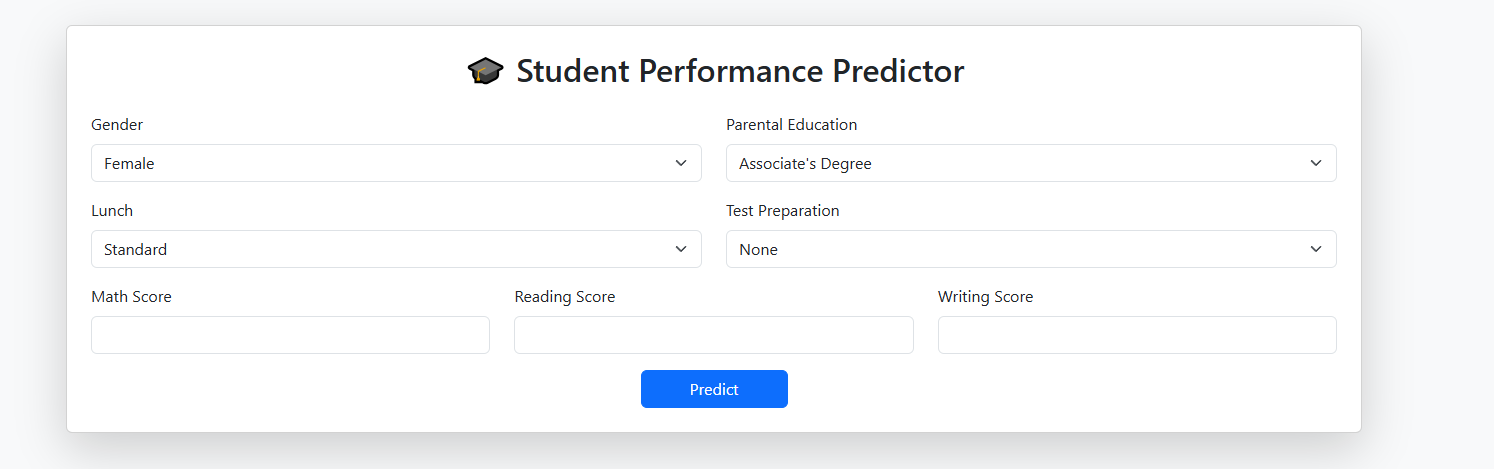 🎓 Student Performance Predictor
Gender Parental Education
Female Associate's Degree
Lunch Test Preparation
Standard None
Math Score Reading Score Writing Score
Predict